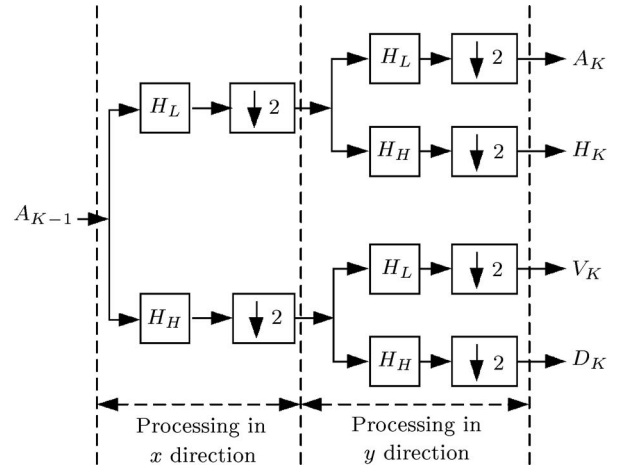 H_L
2
A_K
H_L
2
H_H
2
H_K
A_{K-1}
H_L
2
V_K
H_H
2
H_H
2
D_K
Processing in
x direction
Processing in
y direction